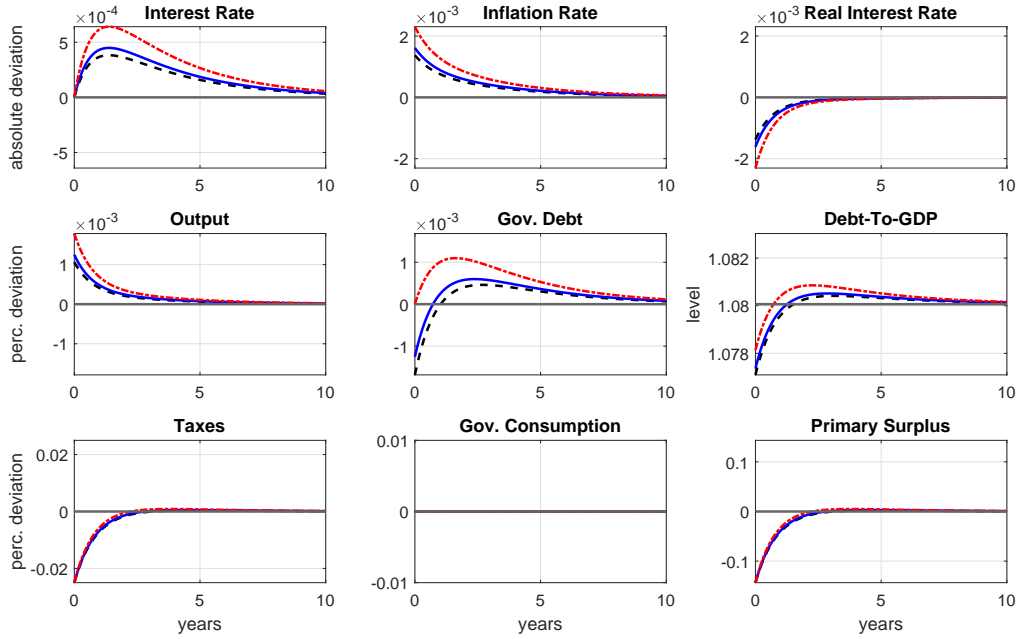 Interest Rate
×10⁻⁴
5
0
-5
absolute deviation
0 5 10
Inflation Rate
×10⁻³
2
0
-2
0 5 10
Real Interest Rate
×10⁻³
2
0
-2
0 5 10
Output
×10⁻³
1
0
-1
perc. deviation
0 5 10
Gov. Debt
×10⁻³
1
0
-1
0 5 10
Debt-To-GDP
1.082
1.08
1.078
level
0 5 10
Taxes
0.02
0
-0.02
perc. deviation
0 5 10
years
Gov. Consumption
0.01
0
-0.01
0 5 10
years
Primary Surplus
0.1
0
-0.1
0 5 10
years